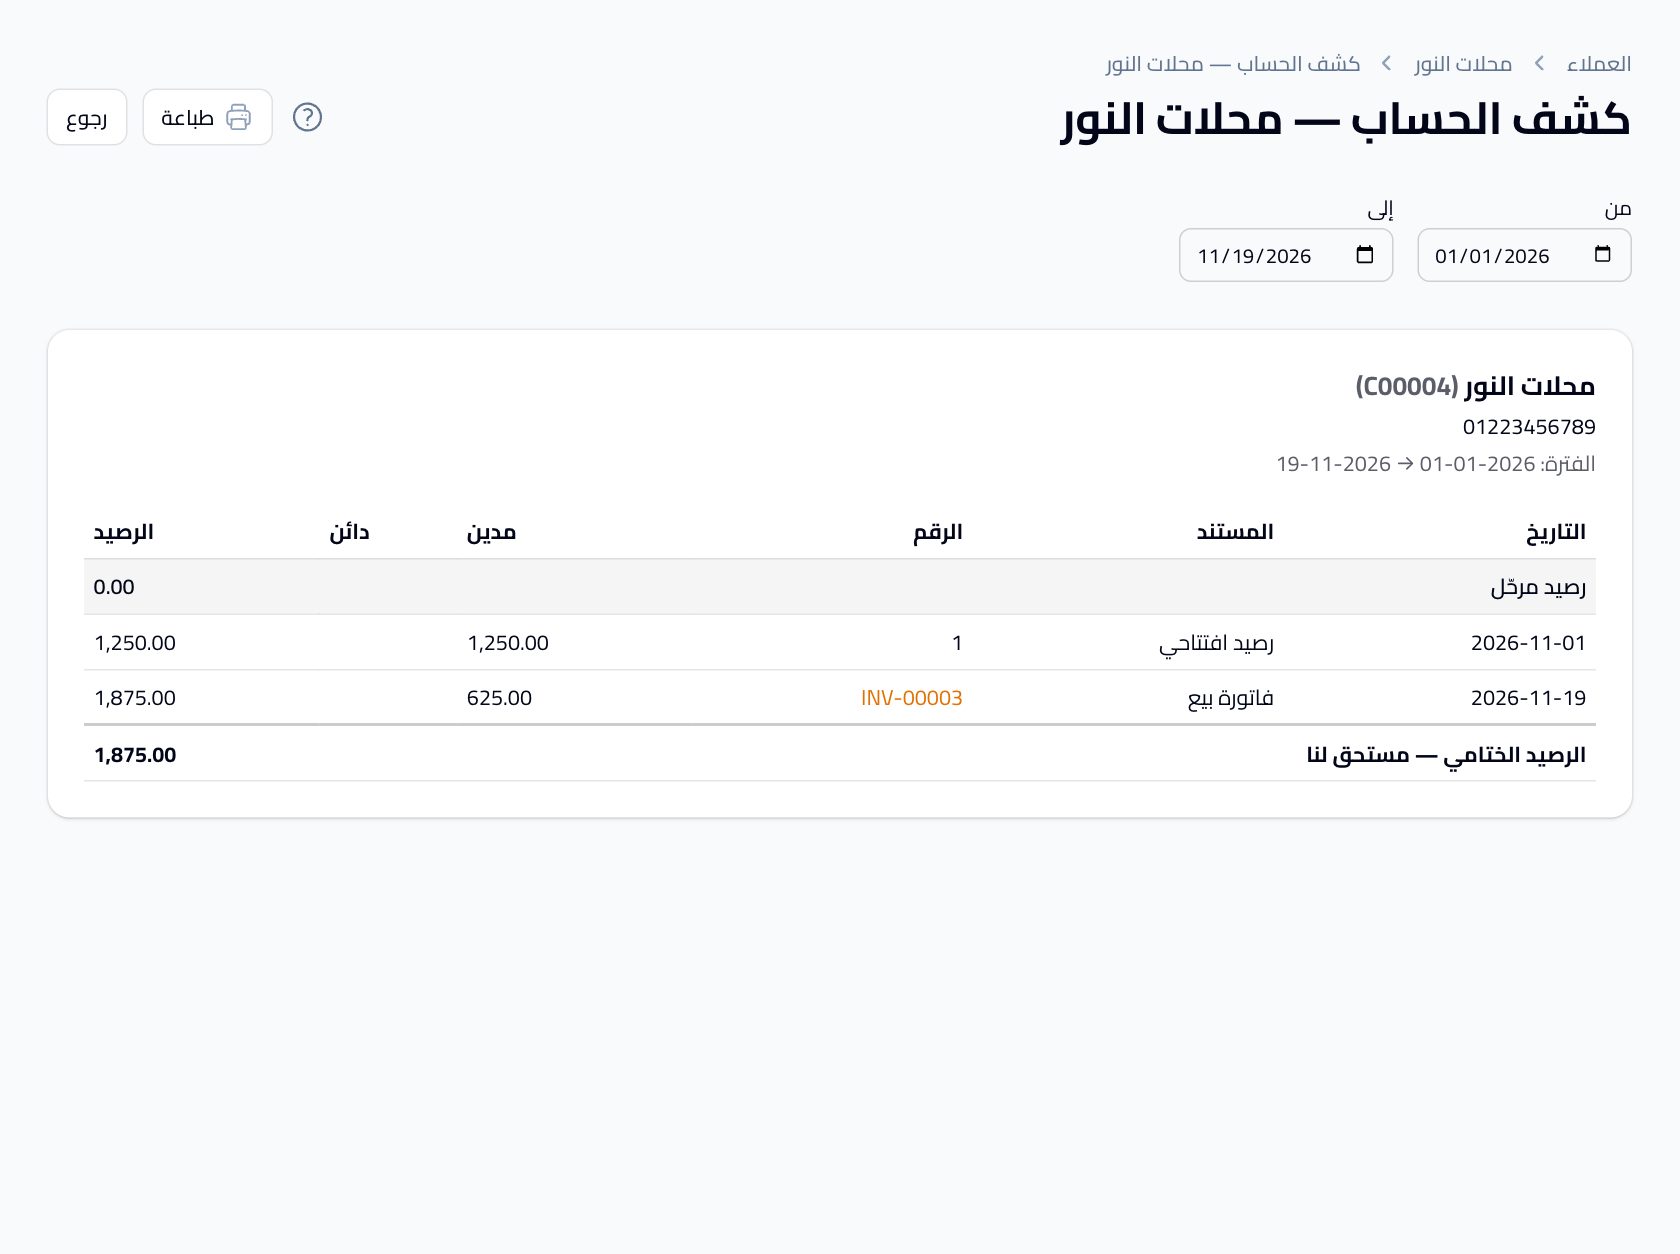 العملاء > محلات النور > كشف الحساب — محلات النور
كشف الحساب — محلات النور
طباعة
رجوع
من
إلى
01/01/2026
11/19/2026
محلات النور (C00004)
01223456789
الفترة: 2026-01-01 → 2026-11-19
التاريخ المستند الرقم مدين دائن الرصيد
رصيد مرحّل 0.00
2026-11-01 رصيد افتتاحي 1 1,250.00 1,250.00
2026-11-19 فاتورة بيع INV-00003 625.00 1,875.00
الرصيد الختامي — مستحق لنا 1,875.00